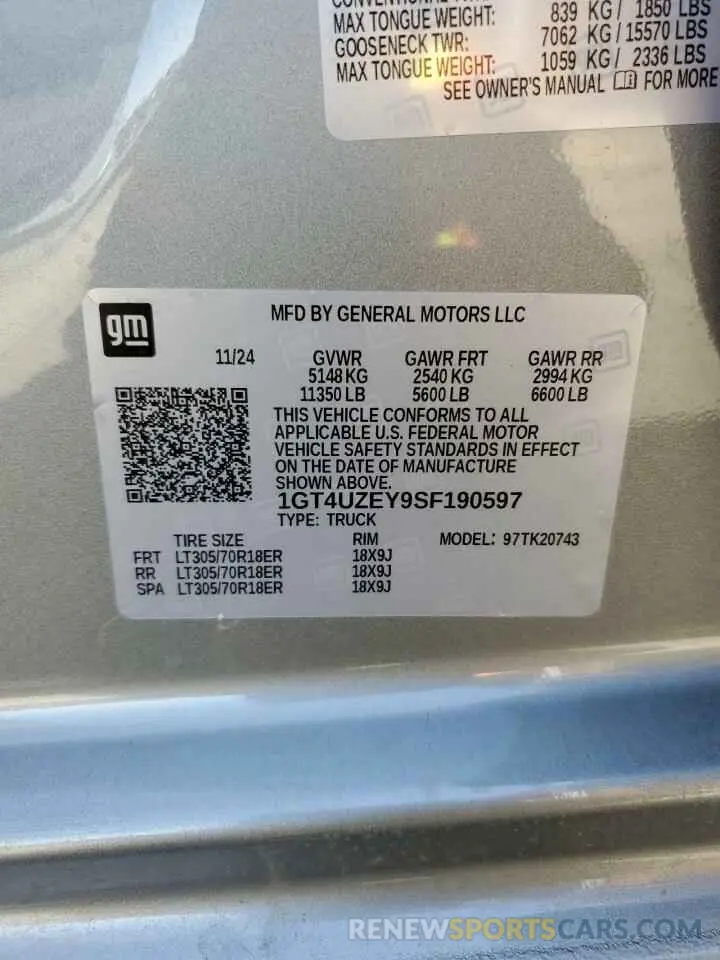 MAX TONGUE WEIGHT: 839 KG/ 1850 LBS
GOOSENECK TWR: 7062 KG/15570 LBS
MAX TONGUE WEIGHT: 1059 KG/ 2336 LBS
SEE OWNER'S MANUAL FOR MORE
gm
MFD BY GENERAL MOTORS LLC
11/24 GVWR GAWR FRT GAWR RR
5148 KG 2540 KG 2994 KG
11350 LB 5600 LB 6600 LB
THIS VEHICLE CONFORMS TO ALL
APPLICABLE U.S. FEDERAL MOTOR
VEHICLE SAFETY STANDARDS IN EFFECT
ON THE DATE OF MANUFACTURE
SHOWN ABOVE.
1GT4UZEY9SF190597
TYPE: TRUCK
TIRE SIZE RIM MODEL: 97TK20743
FRT LT305/70R18ER 18X9J
RR LT305/70R18ER 18X9J
SPA LT305/70R18ER 18X9J
RENEWSPORTSCARS.COM